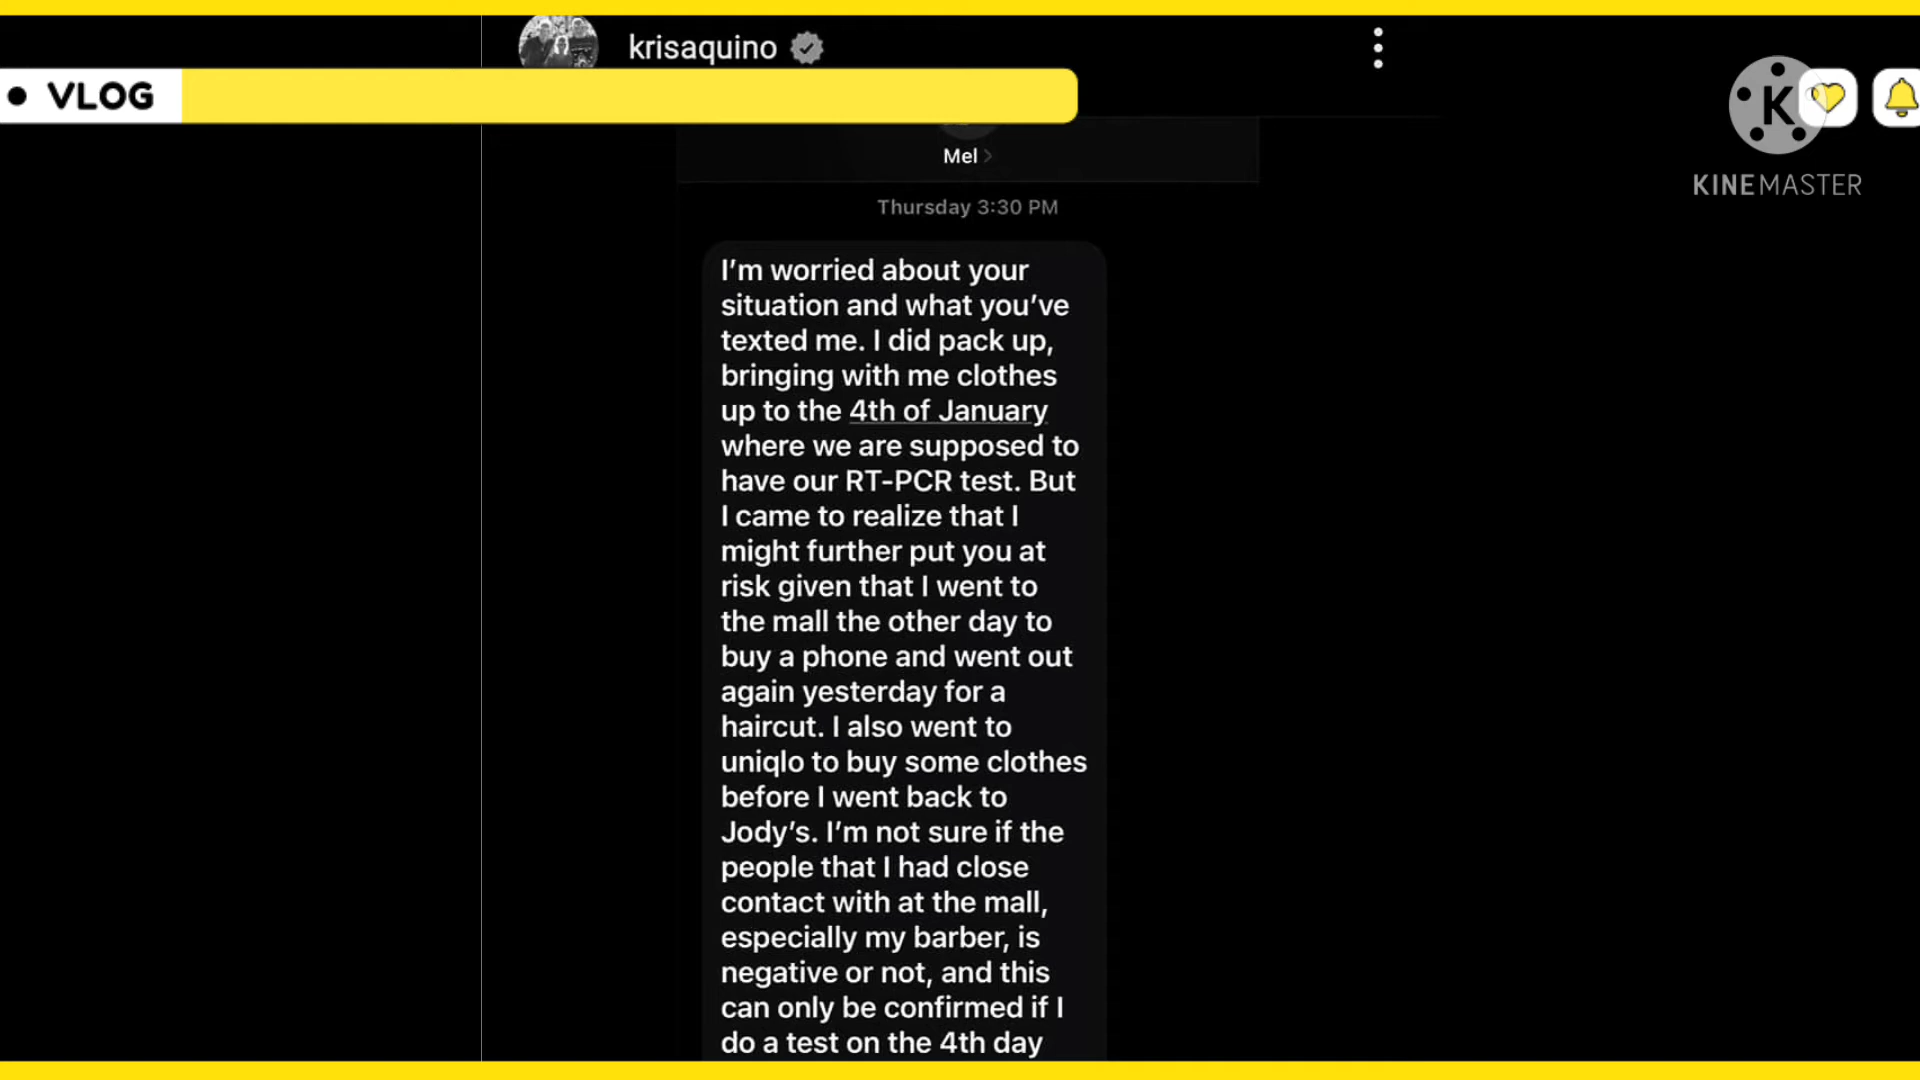 krisaquino
VLOG
K
KINEMASTER
Mel
Thursday 3:30 PM
I'm worried about your
situation and what you've
texted me. I did pack up,
bringing with me clothes
up to the 4th of January
where we are supposed to
have our RT-PCR test. But
I came to realize that I
might further put you at
risk given that I went to
the mall the other day to
buy a phone and went out
again yesterday for a
haircut. I also went to
uniqlo to buy some clothes
before I went back to
Jody's. I'm not sure if the
people that I had close
contact with at the mall,
especially my barber, is
negative or not, and this
can only be confirmed if I
do a test on the 4th day